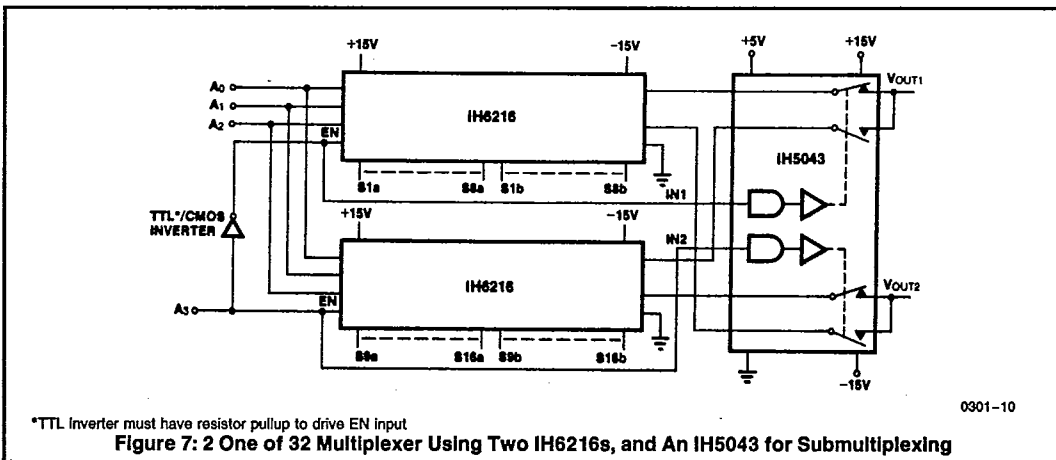 +15V
−15V
+5V
+15V
A0
A1
A2
EN
IH6216
VOUT1
IH5043
S1a
S8a
S1b
S8b
IN1
TTL*/CMOS
INVERTER
+15V
−15V
IN2
IH6216
EN
A3
VOUT2
S9a
S16a
S9b
S16b
−15V
0301–10
*TTL Inverter must have resistor pullup to drive EN input
Figure 7: 2 One of 32 Multiplexer Using Two IH6216s, and An IH5043 for Submultiplexing